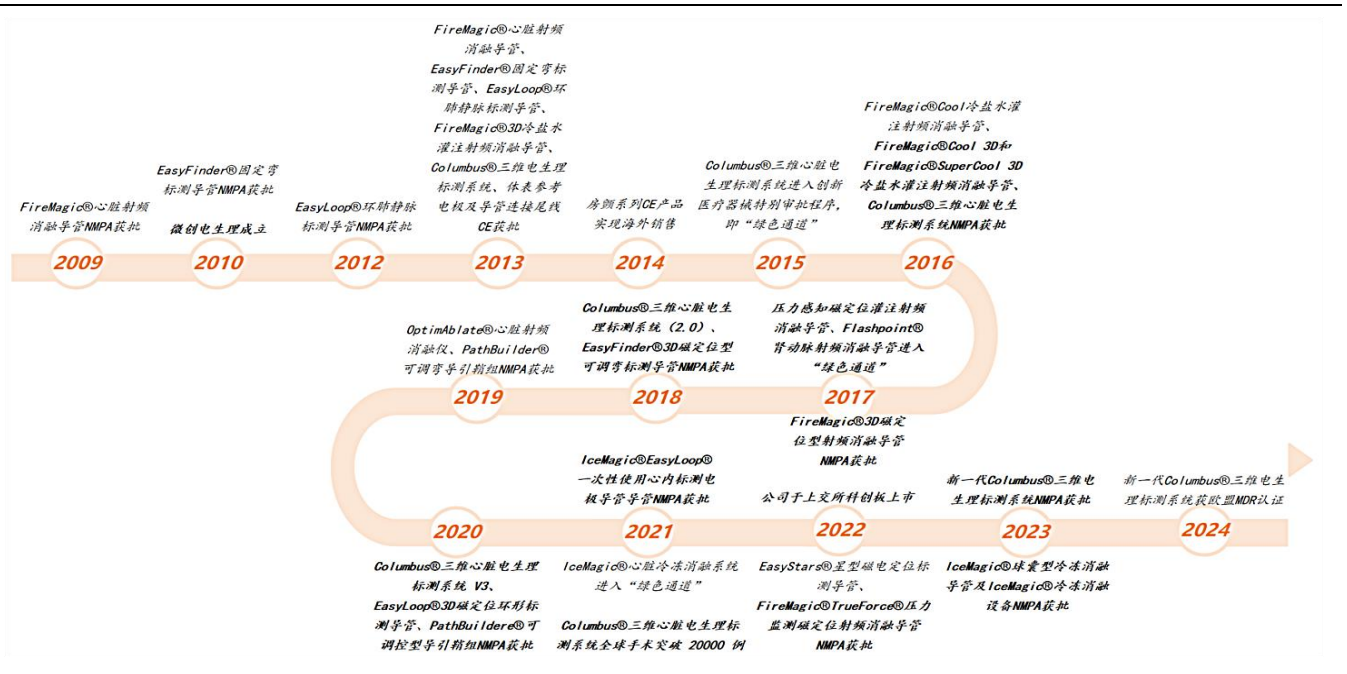 FireMagic®心脏射频
消融导管NMPA获批
2009
EasyFinder®固定弯
标测导管NMPA获批
微创电生理成立
2010
EasyLoop®环肺静脉
标测导管NMPA获批
2012
FireMagic®心脏射频
消融导管、
EasyFinder®固定弯标
测导管、EasyLoop®环
肺静脉标测导管、
FireMagic®3D冷盐水
灌注射频消融导管、
Columbus®三维电生理
标测系统、体表参考
电极及导管连接尾线
CE获批
2013
房颤系列CE产品
实现海外销售
2014
Columbus®三维心脏电
生理标测系统进入创新
医疗器械特别审批程序,
即“绿色通道”
2015
FireMagic®Cool冷盐水灌
注射频消融导管、
FireMagic®Cool 3D和
FireMagic®SuperCool 3D
冷盐水灌注射频消融导管、
Columbus®三维心脏电生
理标测系统NMPA获批
2016
压力感知磁定位灌注射频
消融导管、Flashpoint®
肾动脉射频消融导管进入
“绿色通道”
2017
FireMagic®3D磁定
位型射频消融导管
NMPA获批
Columbus®三维心脏电生
理标测系统（2.0）、
EasyFinder®3D磁定位型
可调弯标测导管NMPA获批
2018
OptimAblate®心脏射频
消融仪、PathBuilder®
可调弯导引鞘组NMPA获批
2019
2020
Columbus®三维心脏电生理
标测系统 V3、
EasyLoop®3D磁定位环形标
测导管、PathBuildere®可
调控型导引鞘组NMPA获批
IceMagic®EasyLoop®
一次性使用心内标测电
极导管导管NMPA获批
2021
IceMagic®心脏冷冻消融系统
进入“绿色通道”
Columbus®三维心脏电生理标
测系统全球手术突破 20000 例
公司于上交所科创板上市
2022
EasyStars®星型磁电定位标
测导管、
FireMagic®TrueForce®压力
监测磁定位射频消融导管
NMPA获批
新一代Columbus®三维电
生理标测系统NMPA获批
2023
IceMagic®球囊型冷冻消融
导管及IceMagic®冷冻消融
设备NMPA获批
新一代Columbus®三维电生
理标测系统获欧盟MDR认证
2024